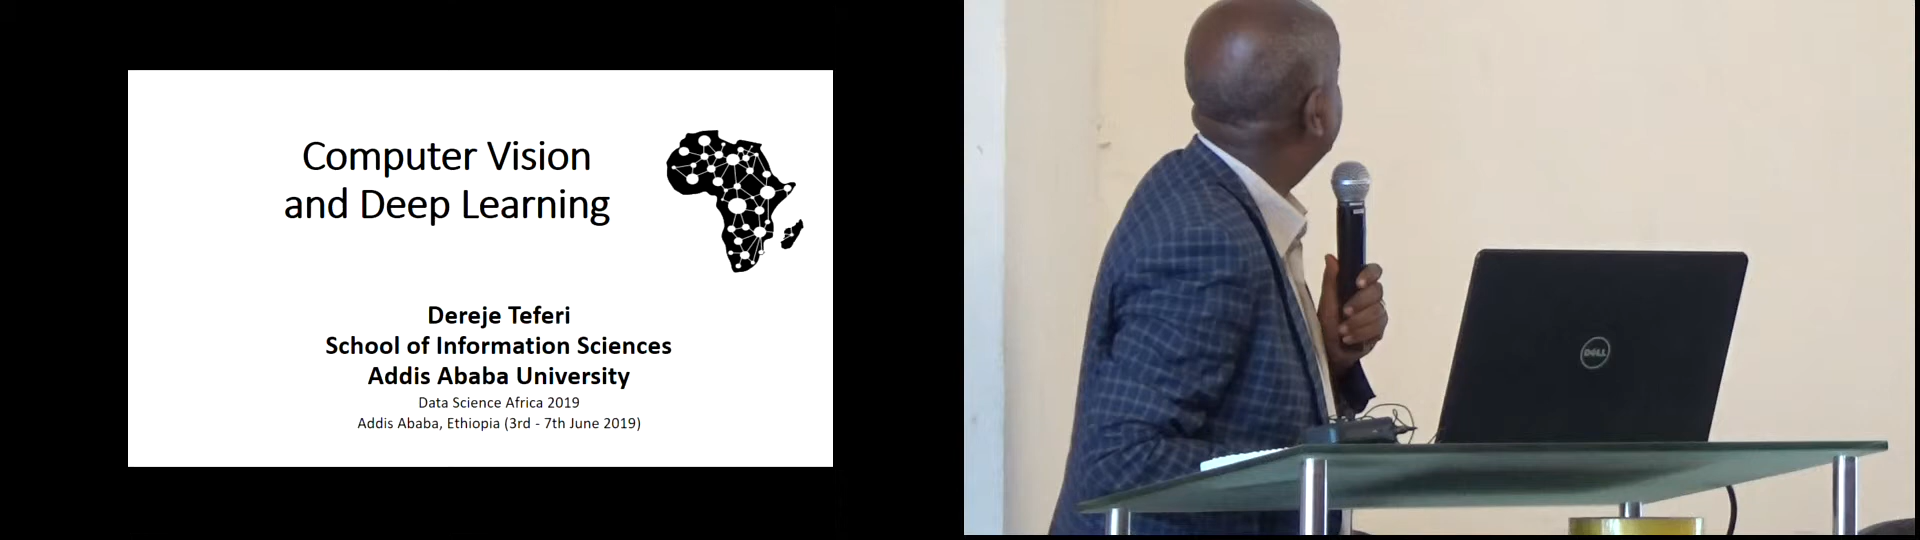 Computer Vision
and Deep Learning
Dereje Teferi
School of Information Sciences
Addis Ababa University
Data Science Africa 2019
Addis Ababa, Ethiopia (3rd - 7th June 2019)
DELL